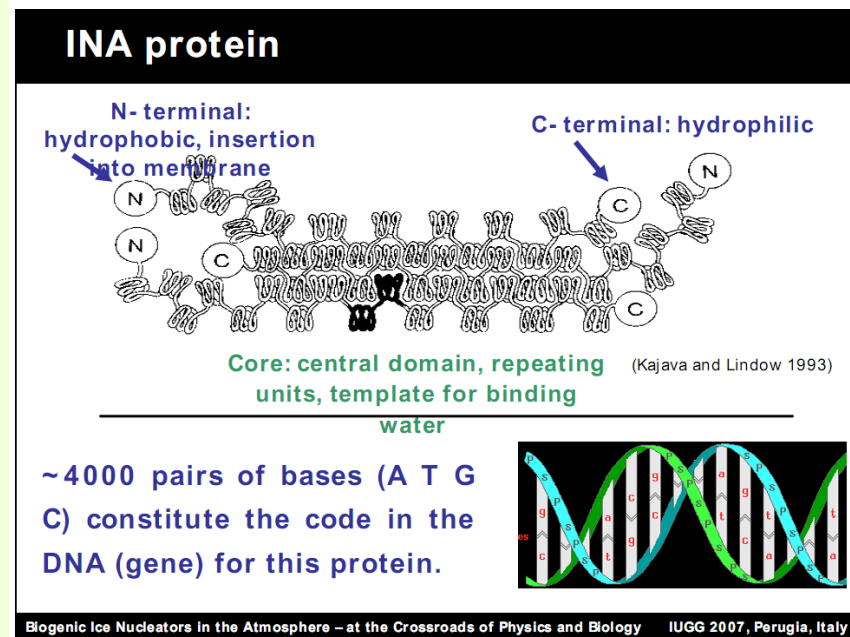 INA protein
N- terminal:
hydrophobic, insertion
into membrane
C- terminal: hydrophilic
N
N
C
C
N
C
Core: central domain, repeating
units, template for binding
water
(Kajava and Lindow 1993)
~4000 pairs of bases (A T G
C) constitute the code in the
DNA (gene) for this protein.
es
g
c
a
t
c
g
g
c
a
t
g
c
t
a
t
a
Biogenic Ice Nucleators in the Atmosphere – at the Crossroads of Physics and Biology IUGG 2007, Perugia, Italy